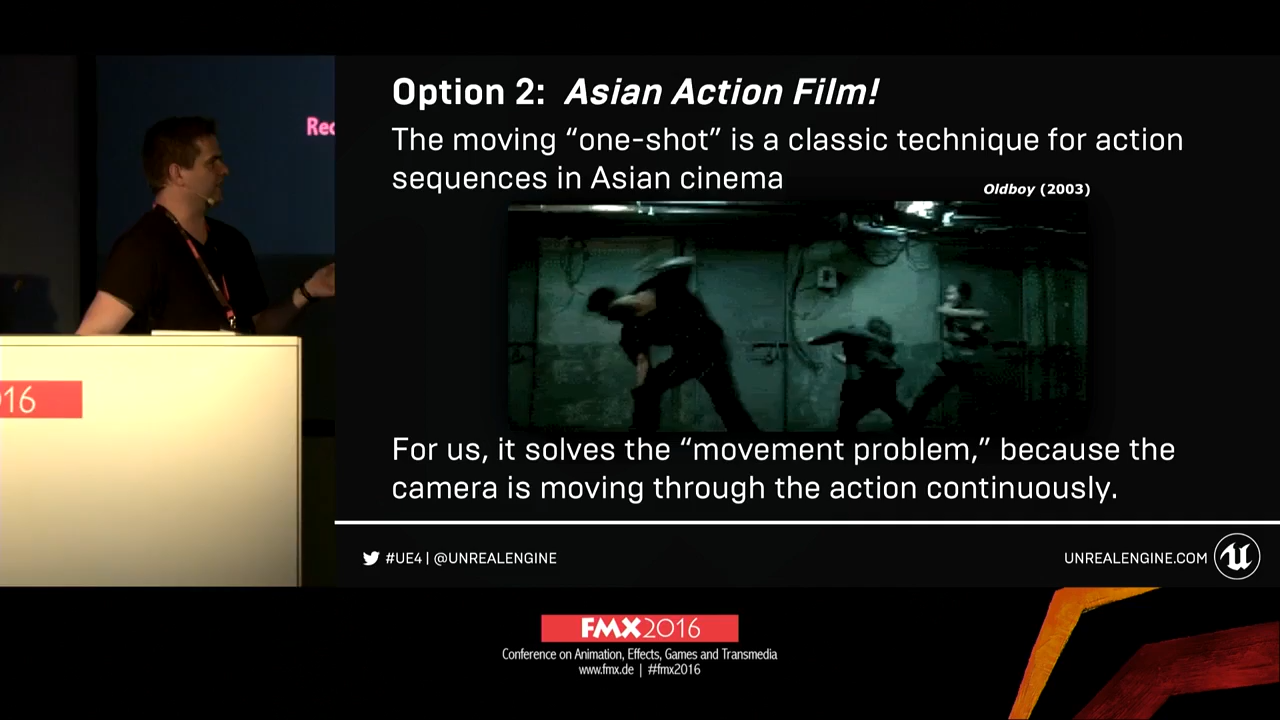 Rec
Option 2: Asian Action Film!
The moving “one-shot” is a classic technique for action
sequences in Asian cinema
Oldboy (2003)
For us, it solves the “movement problem,” because the
camera is moving through the action continuously.
16
#UE4 | @UNREALENGINE
UNREALENGINE.COM
FMX2016
Conference on Animation, Effects, Games and Transmedia
www.fmx.de | #fmx2016